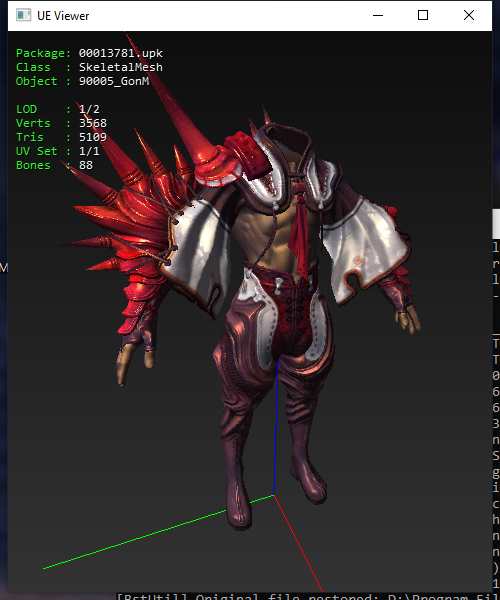 UE Viewer
Package: 00013781.upk
Class : SkeletalMesh
Object : 90005_GonM
LOD : 1/2
Verts : 3568
Tris : 5109
UV Set : 1/1
Bones : 88